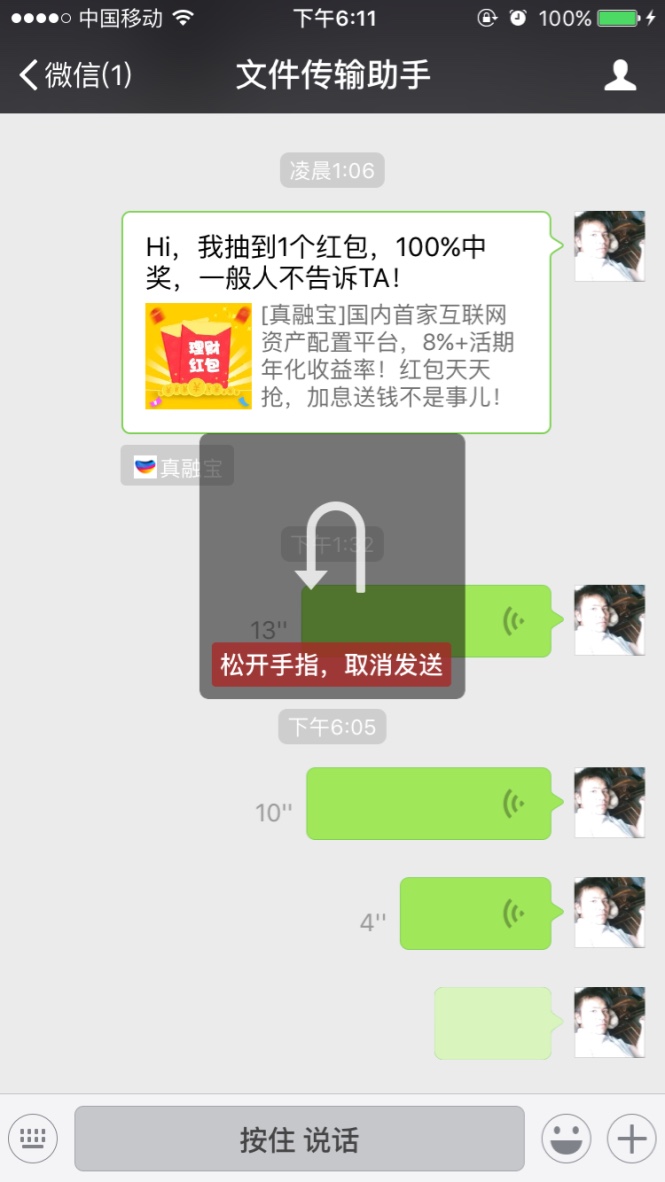 中国移动
下午6:11
100%
微信(1)
文件传输助手
凌晨1:06
Hi，我抽到1个红包，100%中
奖，一般人不告诉TA！
理财
红包
[真融宝]国内首家互联网
资产配置平台，8%+活期
年化收益率！红包天天
抢，加息送钱不是事儿！
真融宝
下午1:32
13''
松开手指，取消发送
下午6:05
10''
4''
按住 说话